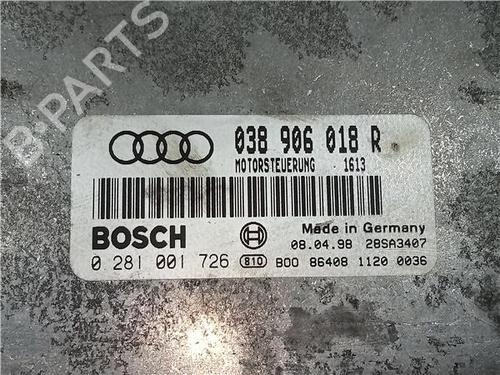 B-PARTS
038 906 018 R
MOTORSTEUERUNG - 1613
BOSCH
Made in Germany
08.04.98 28SA3407
0 281 001 726 810 B00 86408 1120 0036